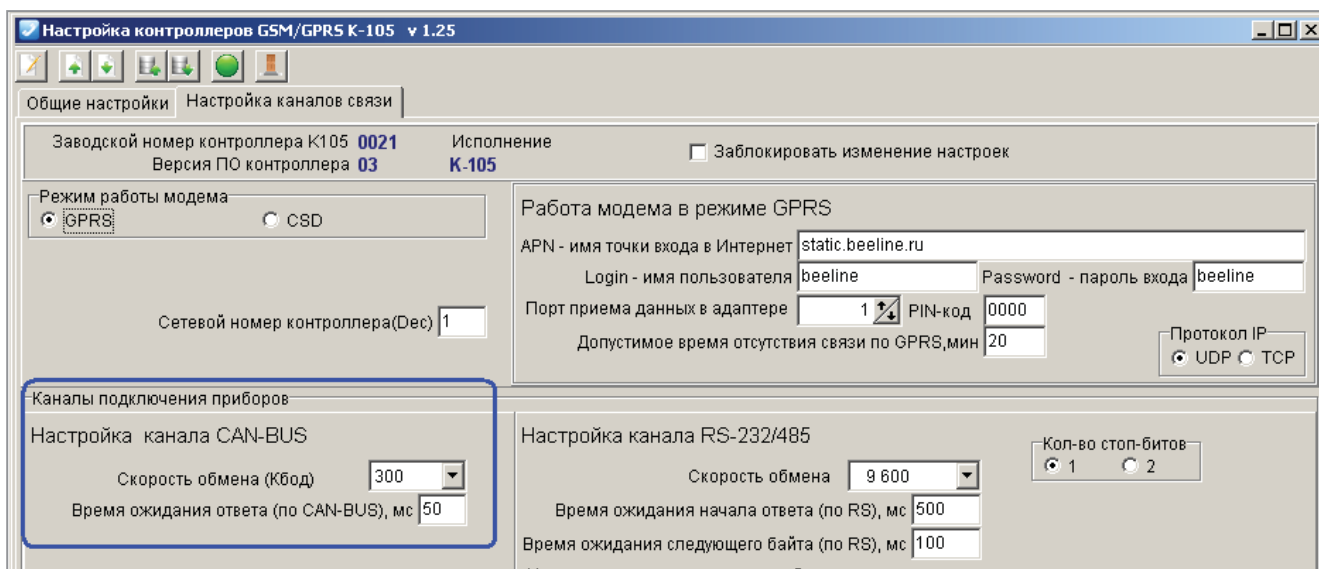 Настройка контроллеров GSM/GPRS K-105 v 1.25
Общие настройки Настройка каналов связи
Заводской номер контроллера К105 0021 Исполнение
Версия ПО контроллера 03 K-105
Заблокировать изменение настроек
Режим работы модема
GPRS CSD
Сетевой номер контроллера(Dec) 1
Работа модема в режиме GPRS
APN - имя точки входа в Интернет static.beeline.ru
Login - имя пользователя beeline Password - пароль входа beeline
Порт приема данных в адаптере 1 PIN-код 0000
Допустимое время отсутствия связи по GPRS,мин 20
Протокол IP
UDP TCP
Каналы подключения приборов
Настройка канала CAN-BUS
Скорость обмена (Кбод) 300
Время ожидания ответа (по CAN-BUS), мс 50
Настройка канала RS-232/485
Кол-во стоп-битов
1 2
Скорость обмена 9 600
Время ожидания начала ответа (по RS), мс 500
Время ожидания следующего байта (по RS), мс 100